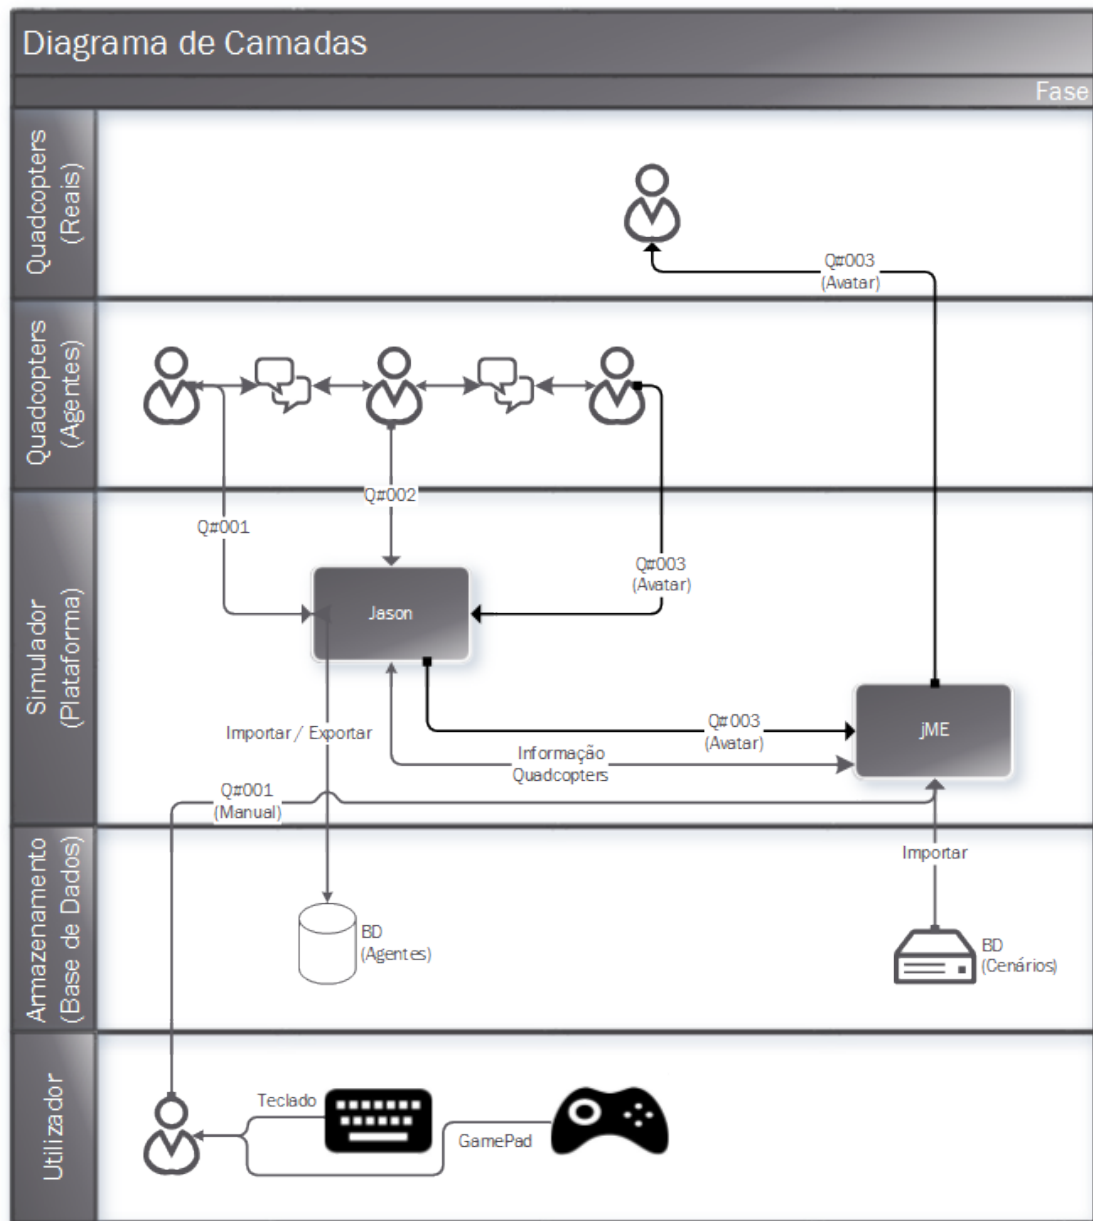 Diagrama de Camadas
Fase
Quadcopters
(Reais)
Q#003
(Avatar)
Quadcopters
(Agentes)
Q#002
Q#001
Q#003
(Avatar)
Simulador
(Plataforma)
Jason
Importar / Exportar
Q#003
(Avatar)
jME
Informação
Quadcopters
Q#001
(Manual)
Armazenamento
(Base de Dados)
Importar
BD
(Agentes)
BD
(Cenários)
Utilizador
Teclado
GamePad